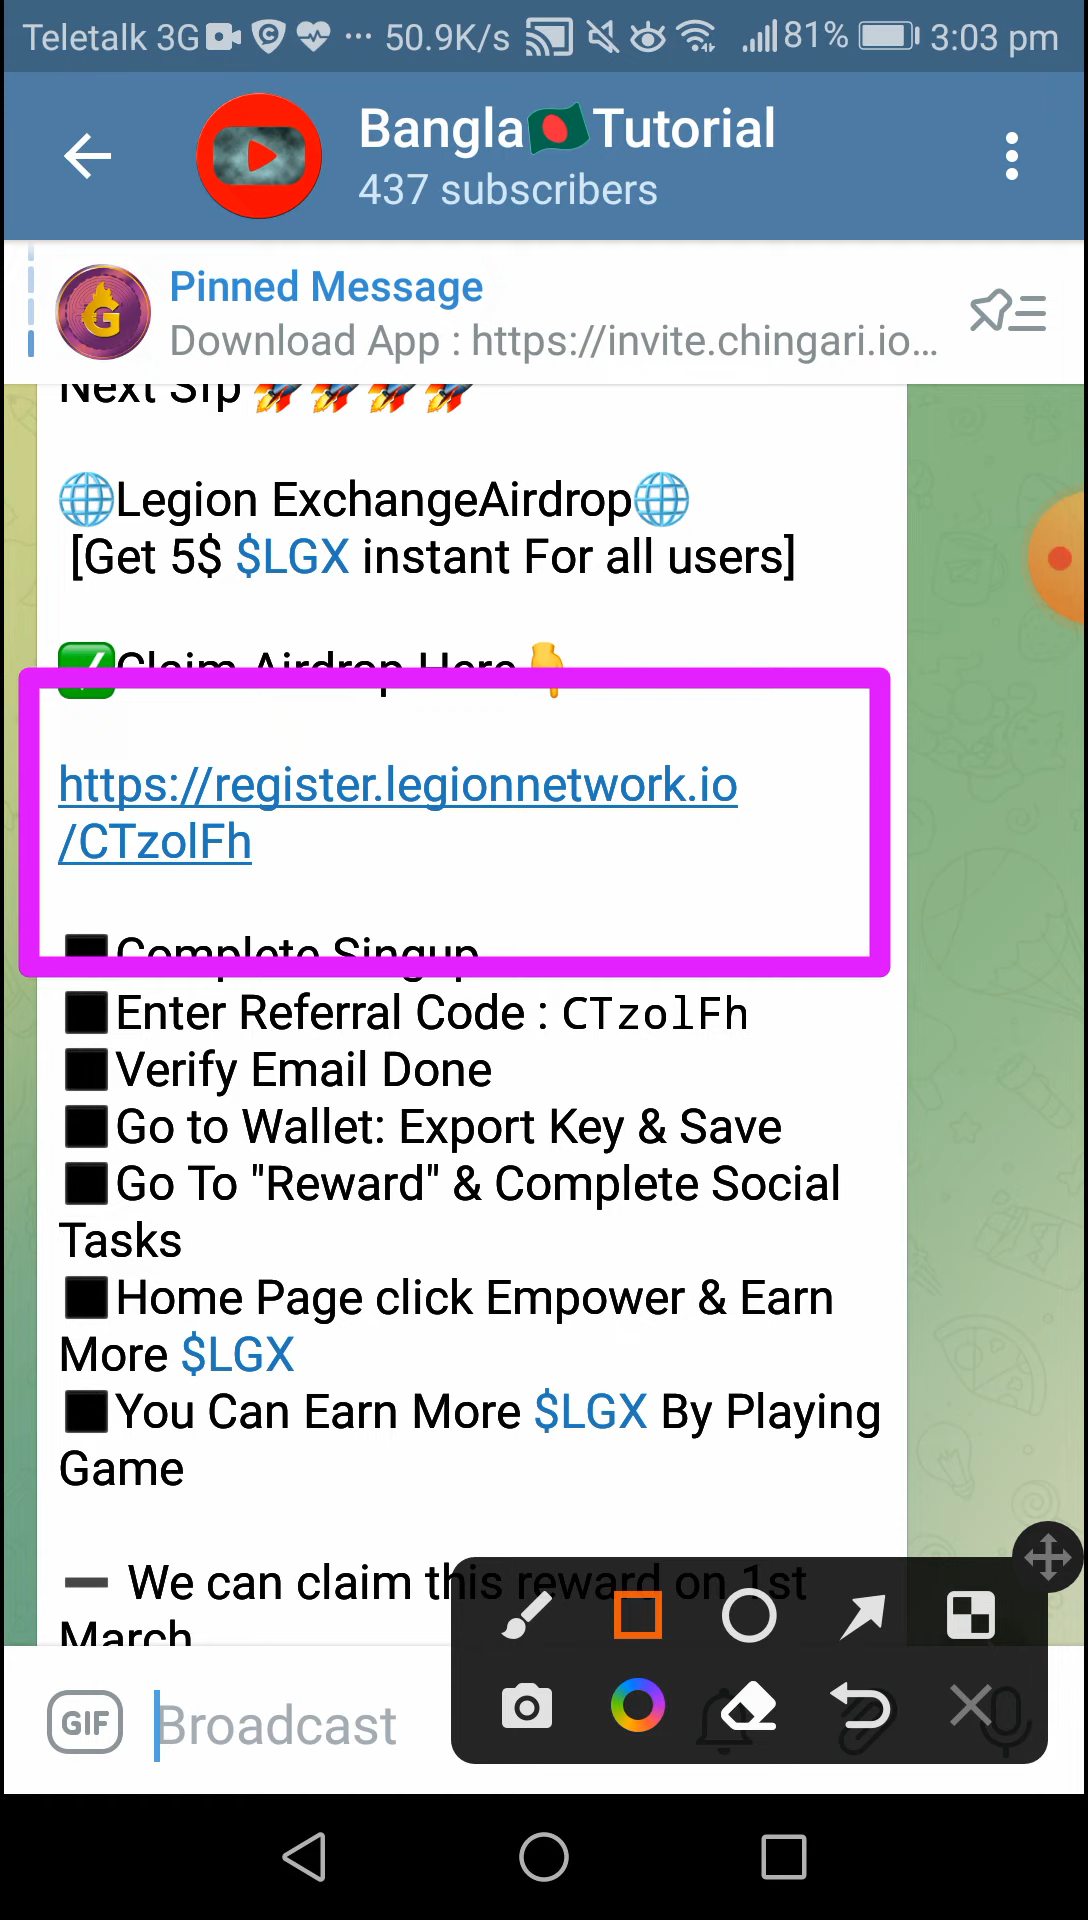 Teletalk 3G ... 50.9K/s 81% 3:03 pm
Bangla🇧🇩Tutorial
437 subscribers
Pinned Message
Download App : https://invite.chingari.io...
Next Sfp 🚀🚀🚀🚀
🌐Legion ExchangeAirdrop🌐
[Get 5$ $LGX instant For all users]
✅Claim Airdrop Here👇
https://register.legionnetwork.io
/CTzolFh
⬛Complete Singup
⬛Enter Referral Code : CTzolFh
⬛Verify Email Done
⬛Go to Wallet: Export Key & Save
⬛Go To "Reward" & Complete Social
Tasks
⬛Home Page click Empower & Earn
More $LGX
⬛You Can Earn More $LGX By Playing
Game
➖ We can claim this reward on 1st
March
GIF Broadcast